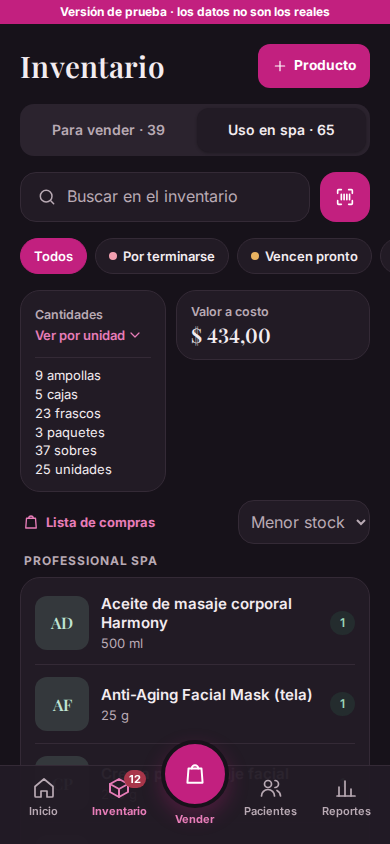 Versión de prueba · los datos no son los reales
Inventario
+ Producto
Para vender · 39
Uso en spa · 65
Buscar en el inventario
Todos
Por terminarse
Vencen pronto
Cantidades
Ver por unidad
9 ampollas
5 cajas
23 frascos
3 paquetes
37 sobres
25 unidades
Valor a costo
$ 434,00
Lista de compras
Menor stock
PROFESSIONAL SPA
AD
Aceite de masaje corporal
Harmony
500 ml
1
AF
Anti-Aging Facial Mask (tela)
25 g
1
12
Inicio
Inventario
Vender
Pacientes
Reportes